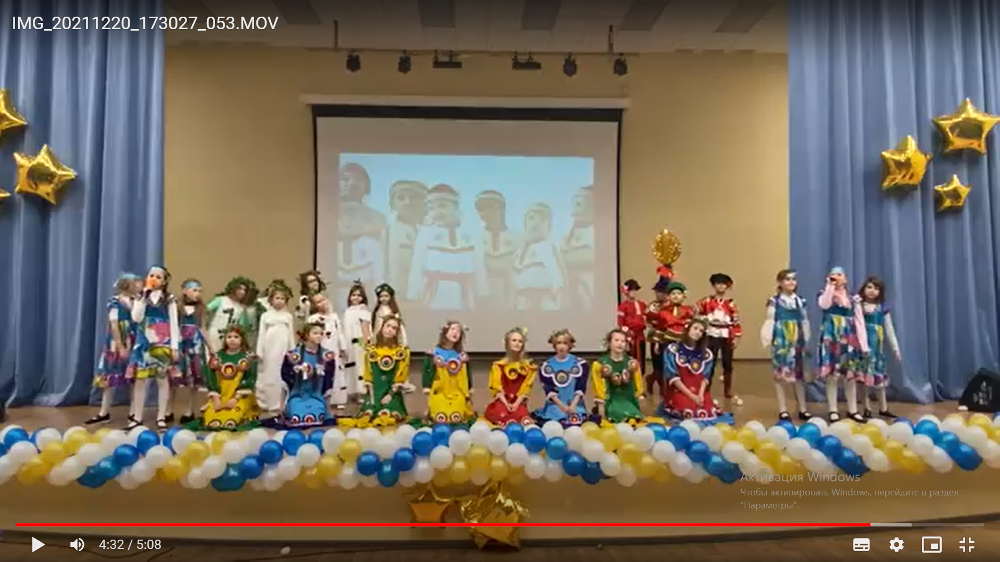 IMG_20211220_173027_053.MOV
Активация Windows
Чтобы активировать Windows, перейдите в раздел
"Параметры".
4:32 / 5:08